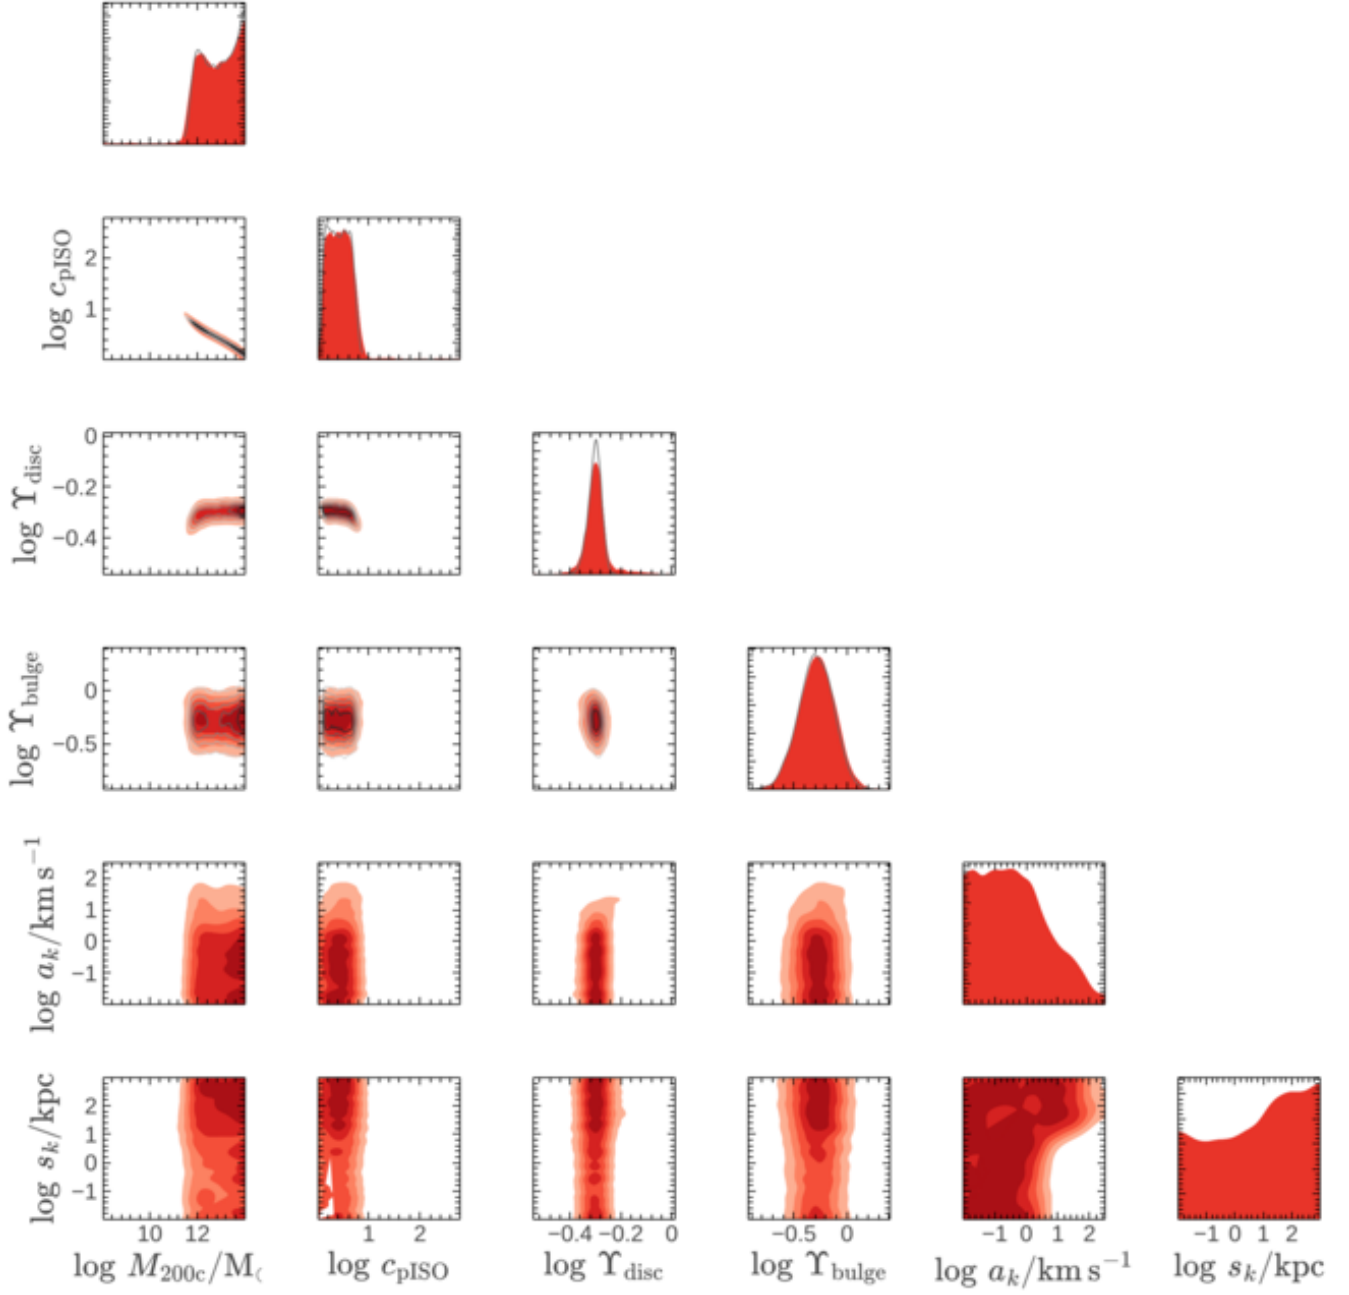 log c_pISO
2
1
log ϒ_disc
0
−0.2
−0.4
log ϒ_bulge
0
−0.5
log a_k/km s⁻¹
2
1
0
−1
log s_k/kpc
2
1
0
−1
10 12
1 2
−0.4 −0.2 0
−0.5 0
−1 0 1 2
−1 0 1 2
log M_200c/M
log c_pISO
log ϒ_disc
log ϒ_bulge
log a_k/km s⁻¹
log s_k/kpc